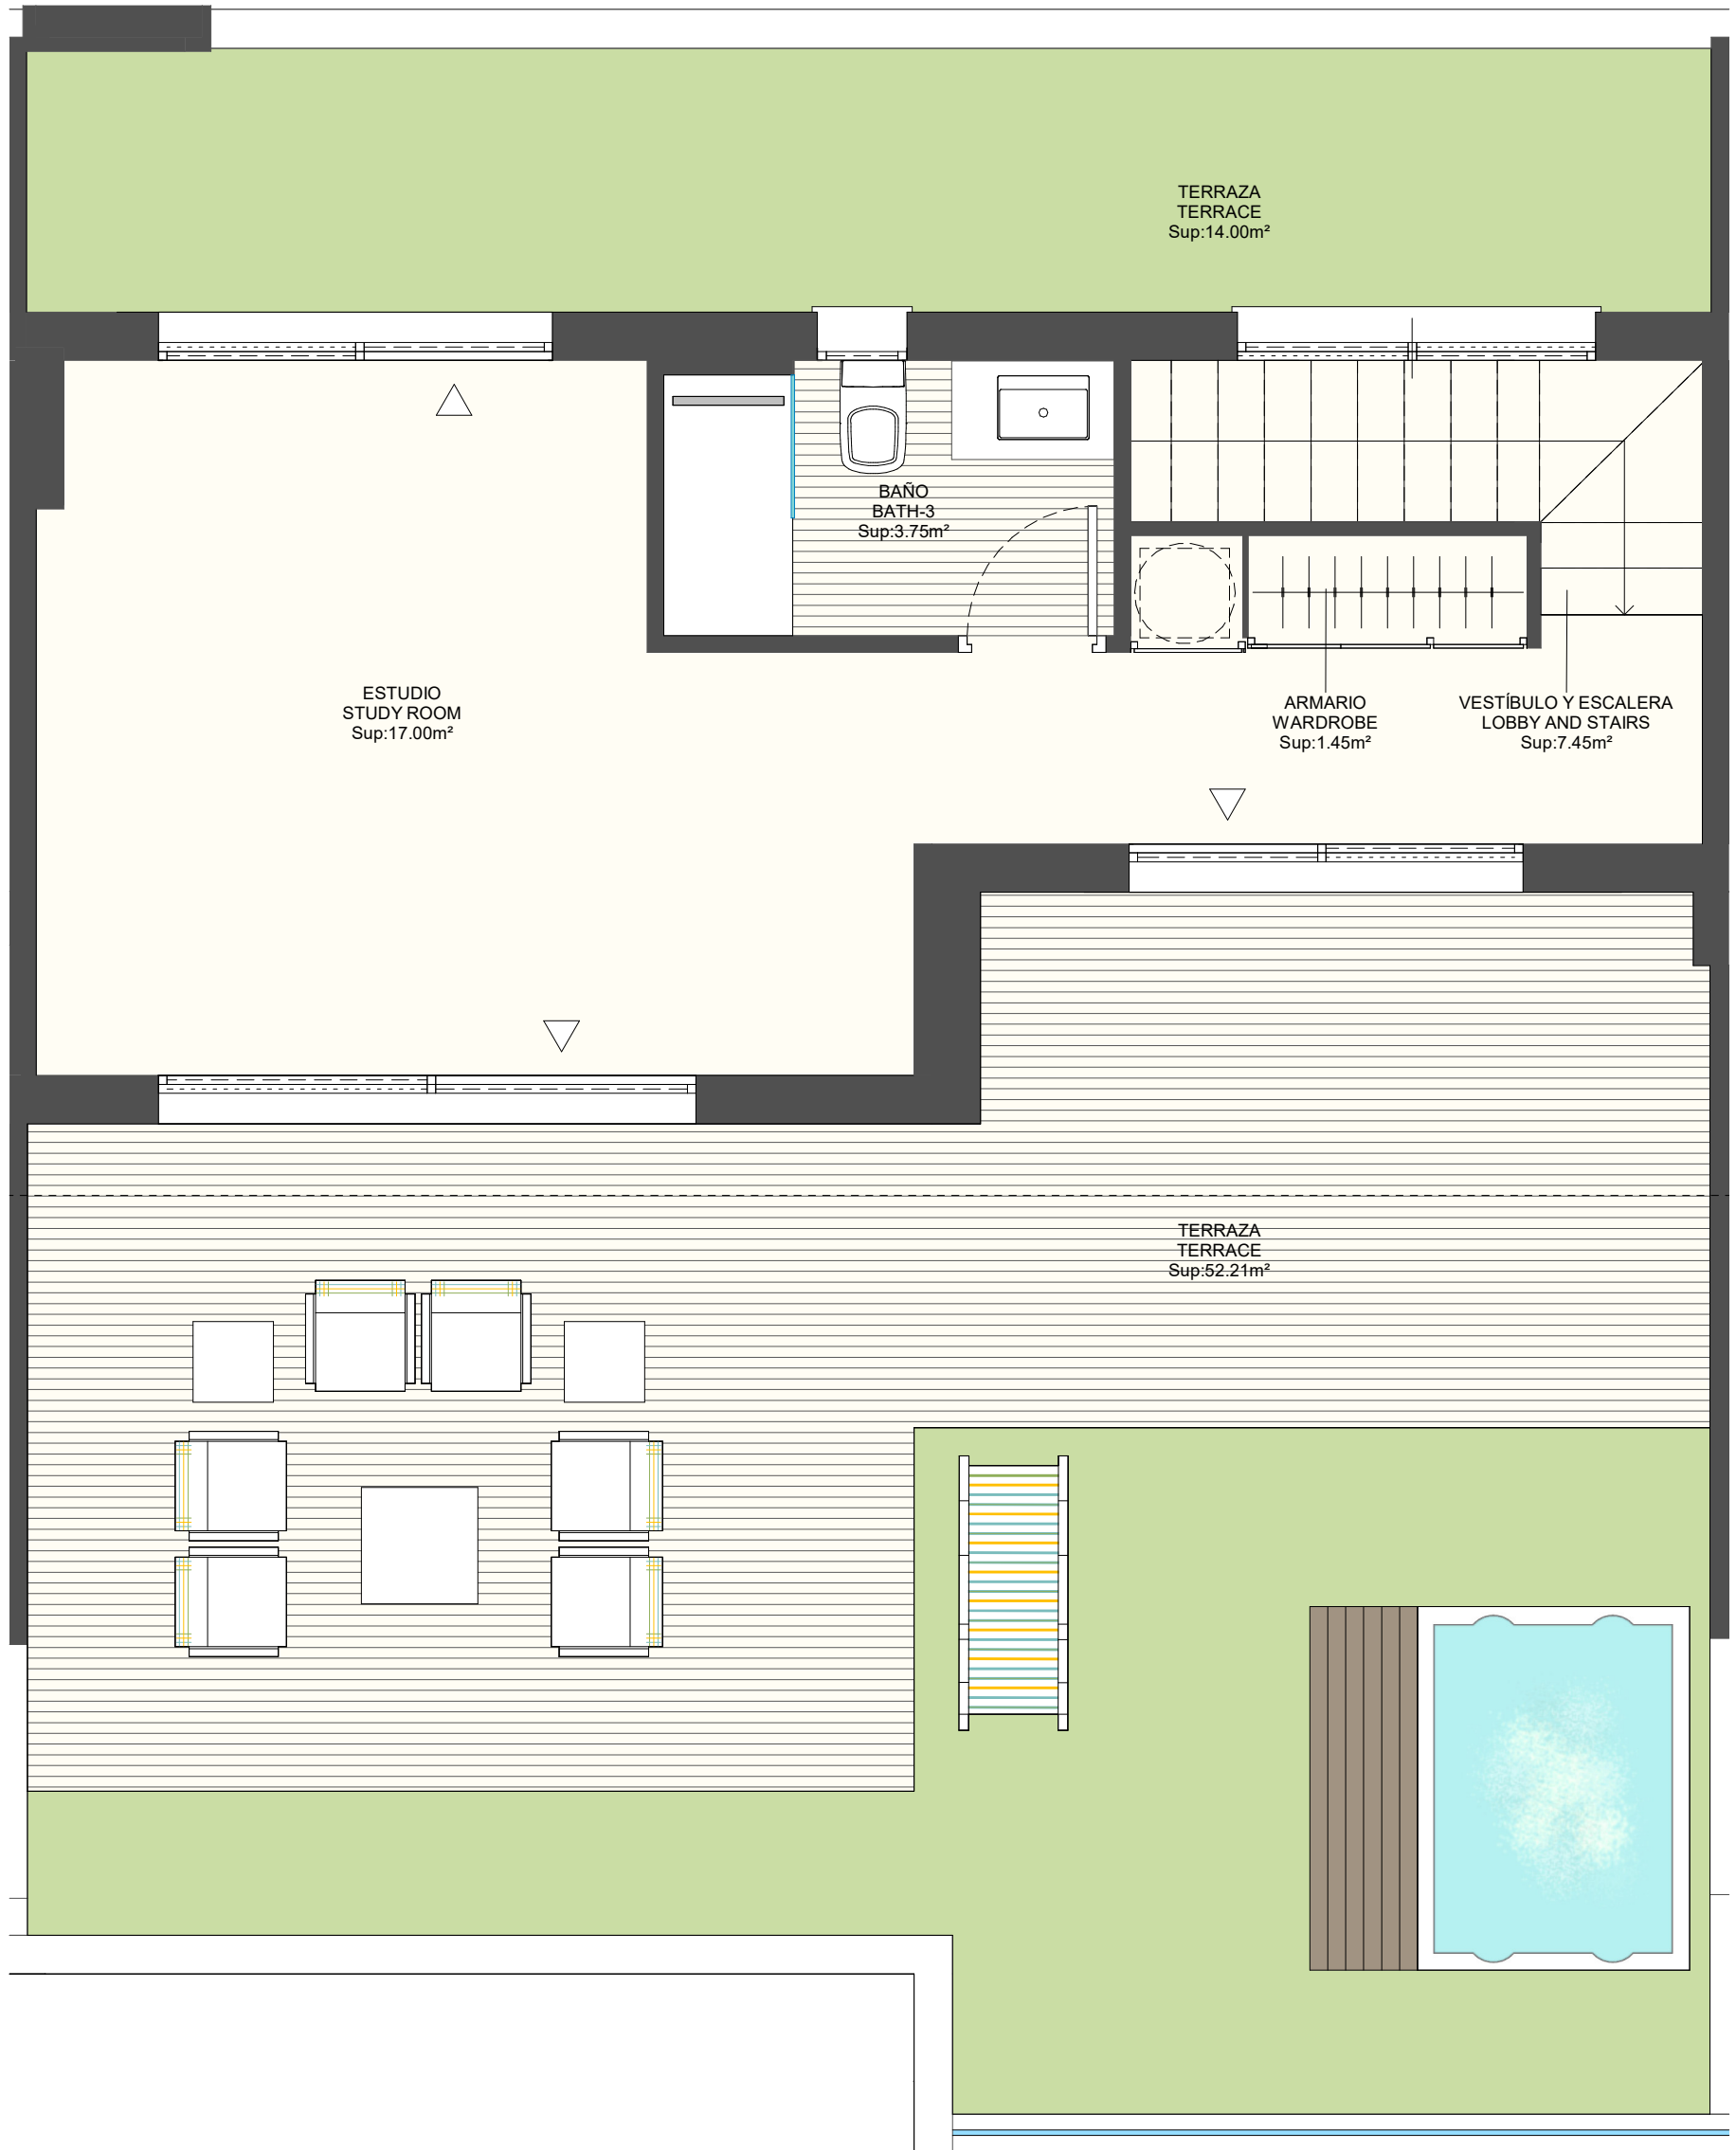 TERRAZA
TERRACE
Sup:14.00m²
BAÑO
BATH-3
Sup:3.75m²
ESTUDIO
STUDY ROOM
Sup:17.00m²
ARMARIO
WARDROBE
Sup:1.45m²
VESTÍBULO Y ESCALERA
LOBBY AND STAIRS
Sup:7.45m²
TERRAZA
TERRACE
Sup:52.21m²